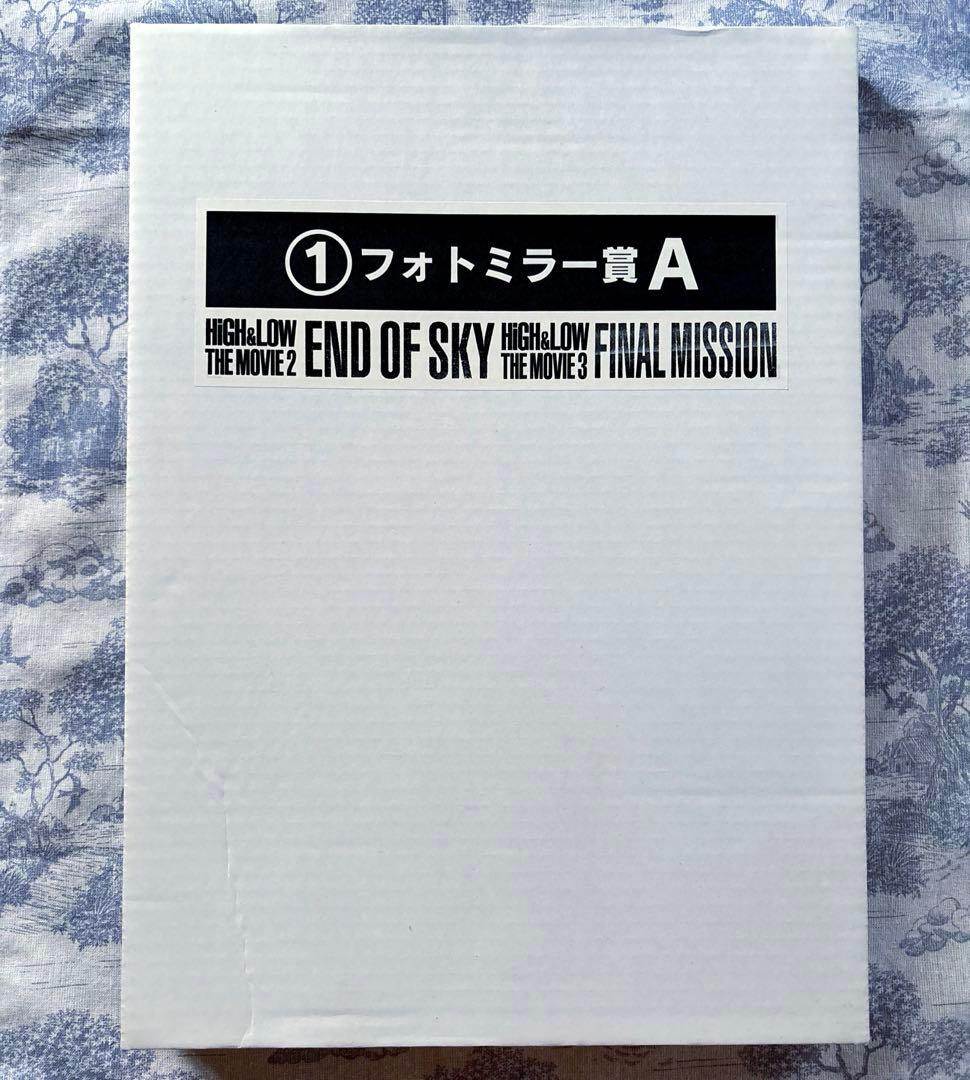 ①フォトミラー賞A
HiGH&LOW THE MOVIE 2 END OF SKY HiGH&LOW THE MOVIE 3 FINAL MISSION